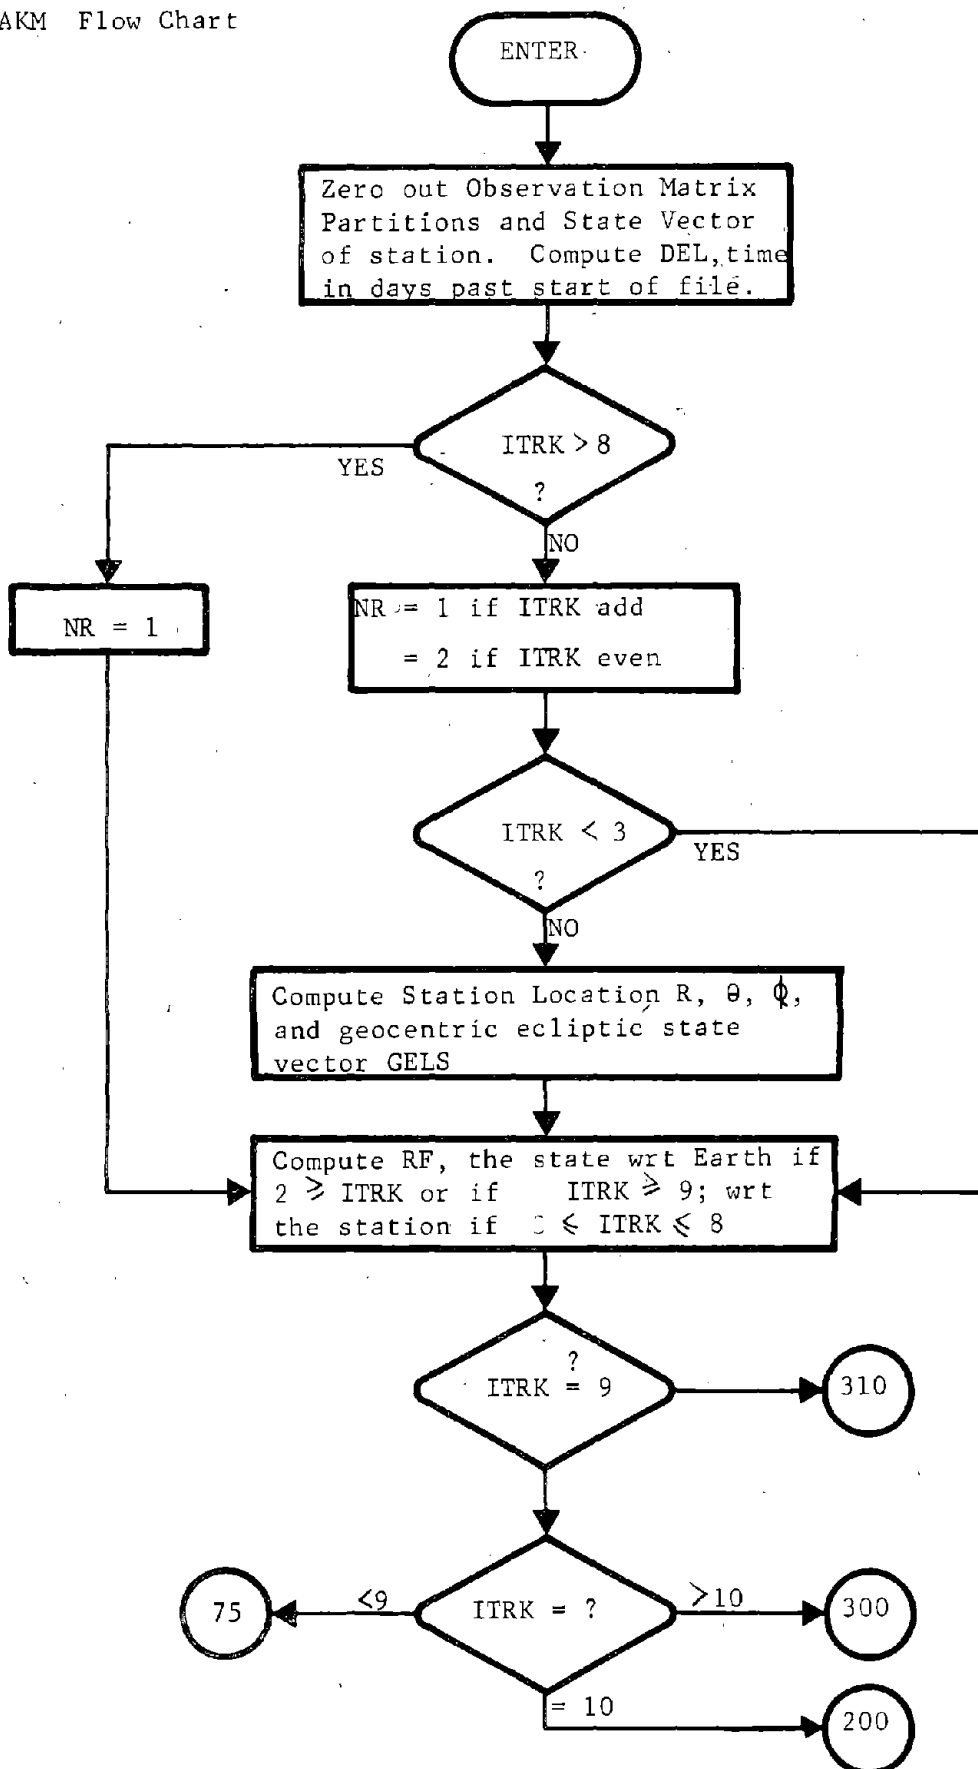 AKM Flow Chart
ENTER
Zero out Observation Matrix
Partitions and State Vector
of station. Compute DEL, time
in days past start of file.
ITRK > 8
?
YES
NO
NR = 1
NR = 1 if ITRK add
= 2 if ITRK even
ITRK < 3
?
YES
NO
Compute Station Location R, θ, ϕ,
and geocentric ecliptic state
vector GELS
Compute RF, the state wrt Earth if
2 ⩾ ITRK or if ITRK ⩾ 9; wrt
the station if ⩽ ITRK ⩽ 8
?
ITRK = 9
310
75
<9
ITRK = ?
>10
300
= 10
200